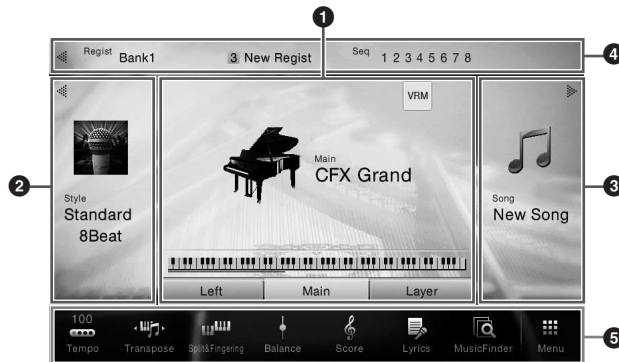 1
Regist Bank1 3 New Regist Seq 1 2 3 4 5 6 7 8
4
VRM
2
Style
Standard
8Beat
Main
CFX Grand
Song
New Song
3
Left Main Layer
100
Tempo Transpose Split&Fingering Balance Score Lyrics MusicFinder Menu
5